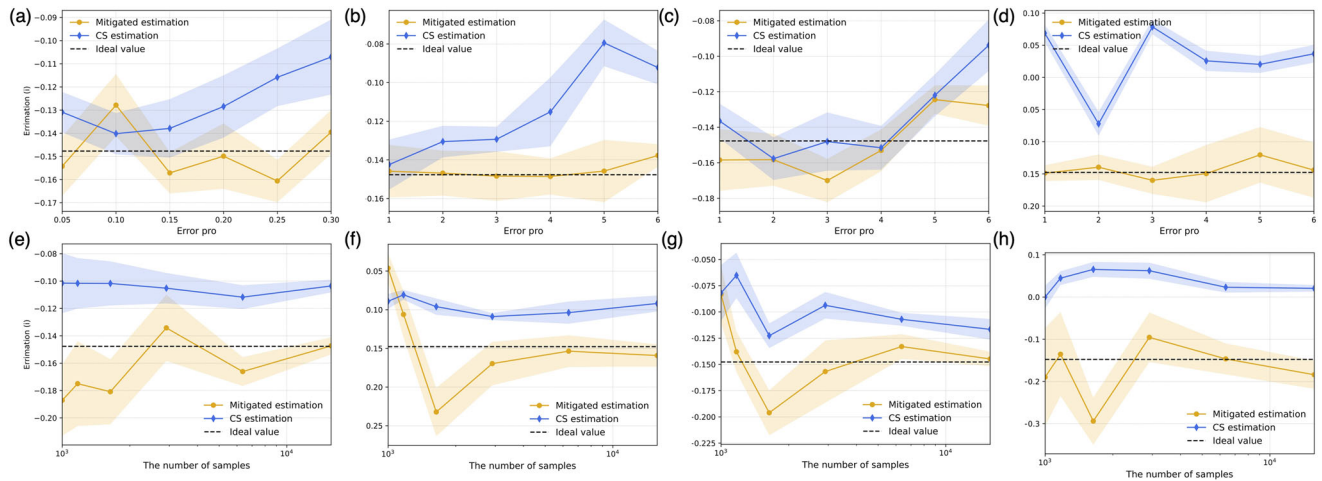 (a)
Mitigated estimation
CS estimation
Ideal value
−0.09
−0.10
−0.11
−0.12
−0.13
−0.14
−0.15
−0.16
−0.17
Errimation (i)
0.05 0.10 0.15 0.20 0.25 0.30
Error pro
(b)
Mitigated estimation
CS estimation
Ideal value
0.08
0.10
0.12
0.14
0.16
1 2 3 4 5 6
Error pro
(c)
Mitigated estimation
CS estimation
Ideal value
−0.08
−0.10
−0.12
−0.14
−0.16
−0.18
1 2 3 4 5 6
Error pro
(d)
Mitigated estimation
CS estimation
Ideal value
0.10
0.05
0.00
0.05
0.10
0.15
0.20
1 2 3 4 5 6
Error pro
(e)
−0.08
−0.10
−0.12
−0.14
−0.16
−0.18
−0.20
Errimation (i)
Mitigated estimation
CS estimation
Ideal value
10³ 10⁴
The number of samples
(f)
0.05
0.10
0.15
0.20
0.25
Mitigated estimation
CS estimation
Ideal value
10³ 10⁴
The number of samples
(g)
−0.050
−0.075
−0.100
−0.125
−0.150
−0.175
−0.200
−0.225
Mitigated estimation
CS estimation
Ideal value
10³ 10⁴
The number of samples
(h)
0.1
0.0
−0.1
−0.2
−0.3
Mitigated estimation
CS estimation
Ideal value
10³ 10⁴
The number of samples